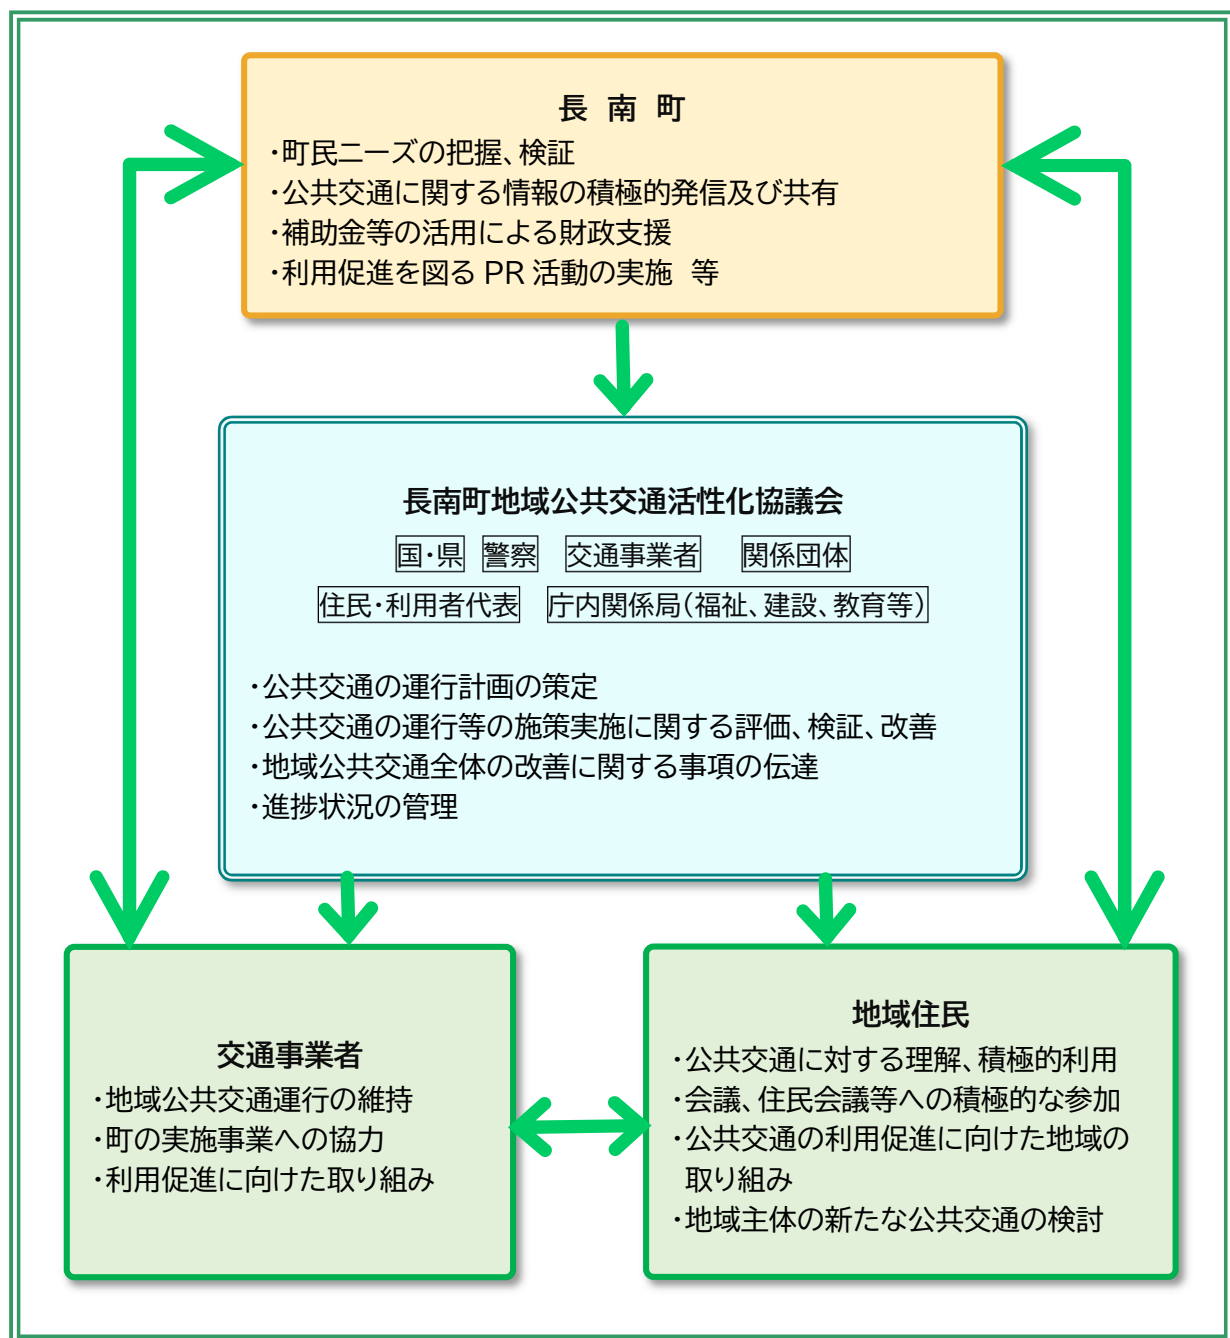 長 南 町
・町民ニーズの把握、検証
・公共交通に関する情報の積極的発信及び共有
・補助金等の活用による財政支援
・利用促進を図る PR 活動の実施 等
長南町地域公共交通活性化協議会
国・県 警察 交通事業者 関係団体
住民・利用者代表 庁内関係局（福祉、建設、教育等）
・公共交通の運行計画の策定
・公共交通の運行等の施策実施に関する評価、検証、改善
・地域公共交通全体の改善に関する事項の伝達
・進捗状況の管理
交通事業者
・地域公共交通運行の維持
・町の実施事業への協力
・利用促進に向けた取り組み
地域住民
・公共交通に対する理解、積極的利用
・会議、住民会議等への積極的な参加
・公共交通の利用促進に向けた地域の
取り組み
・地域主体の新たな公共交通の検討